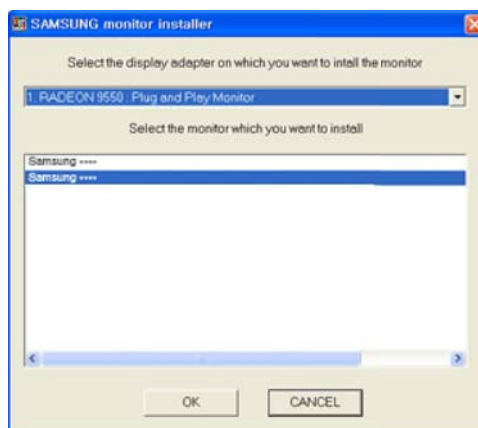 SAMSUNG monitor installer
Select the display adapter on which you want to intall the monitor
1. RADEON 9550 : Plug and Play Monitor
Select the monitor which you want to install
Samsung ****
Samsung ****
OK
CANCEL